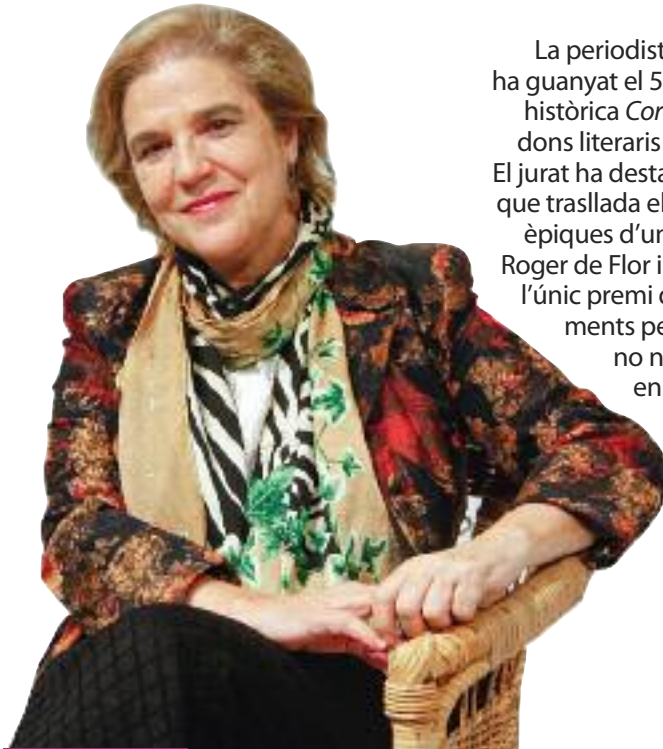 La periodist
ha guanyat el 5
històrica Cor
dons literaris
El jurat ha desta
que trasllada el
èpiques d'un
Roger de Flor i
l'únic premi
ments pe
no n
en